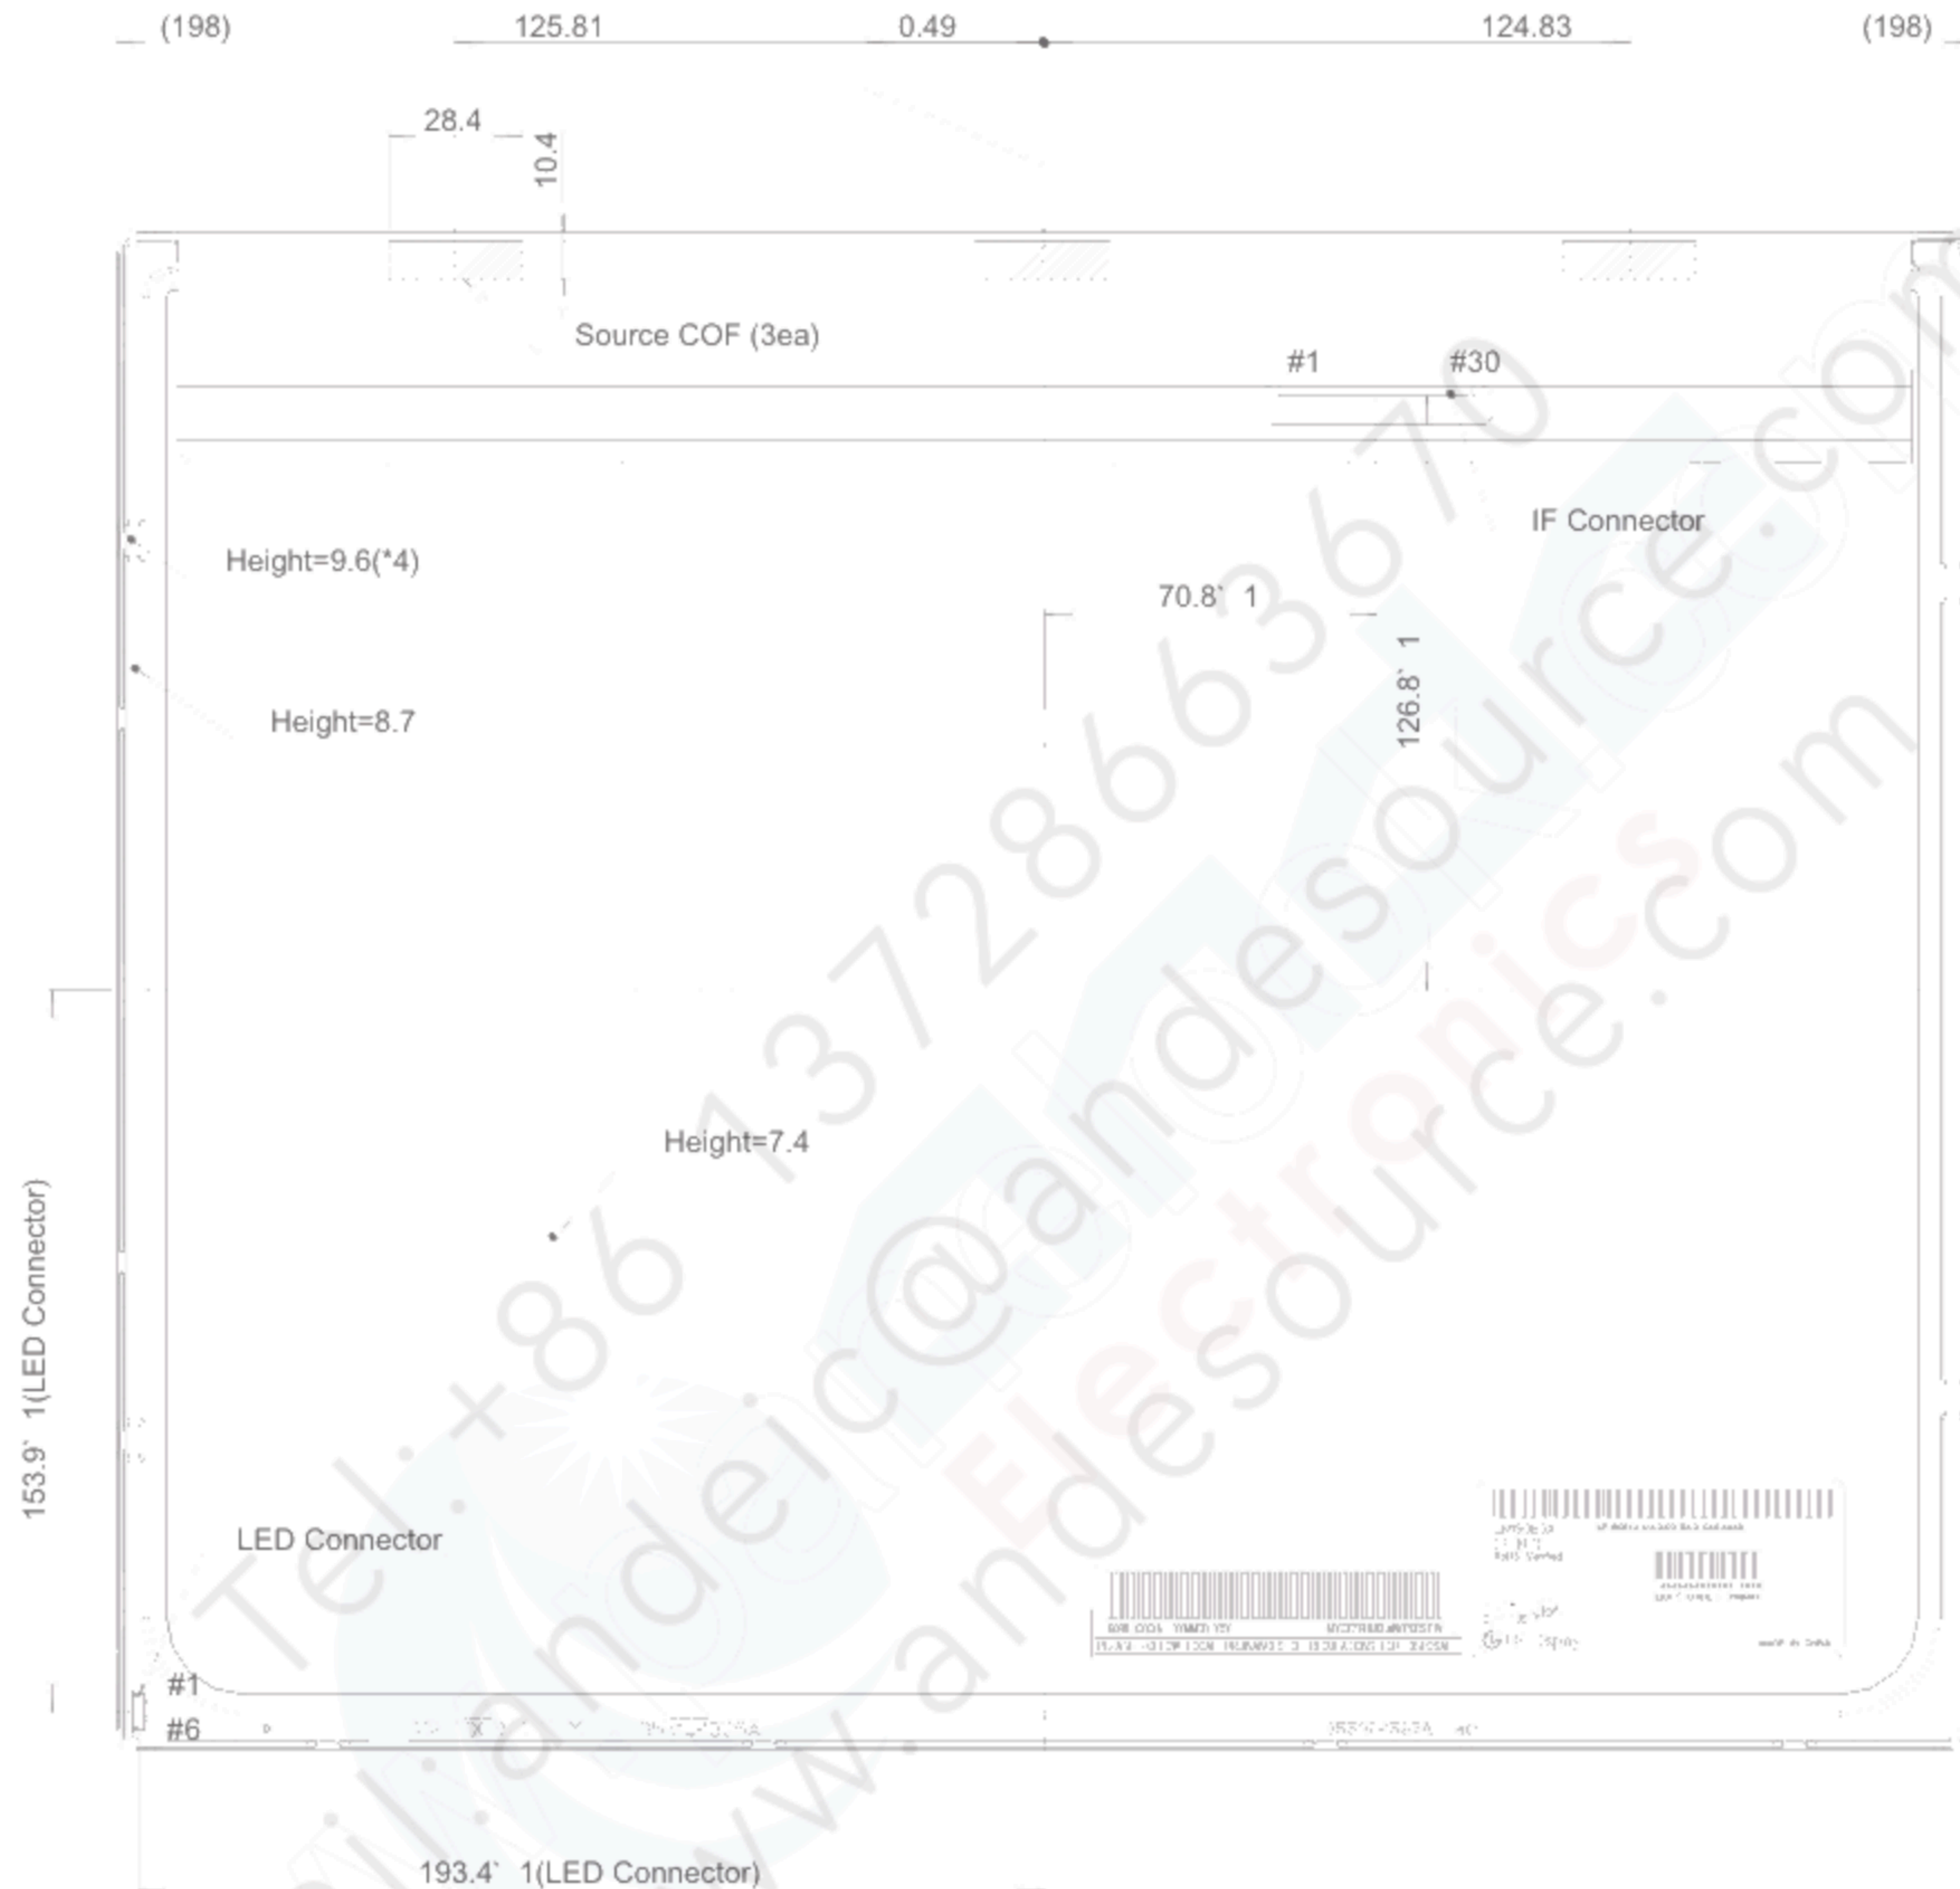 (198) 125.81 0.49 124.83 (198)
28.4
10.4
Source COF (3ea)
#1 #30
IF Connector
Height=9.6(*4)
70.8` 1
126.8` 1
Height=8.7
Height=7.4
153.9` 1(LED Connector)
LED Connector
#1
#6
193.4` 1(LED Connector)
Tel.:+86 13728663670
@andesource.com
Electronics
andesource.com